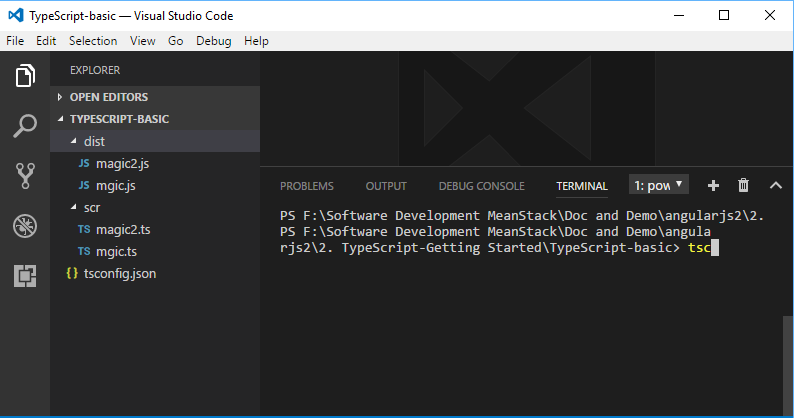 TypeScript-basic — Visual Studio Code
File Edit Selection View Go Debug Help
EXPLORER
OPEN EDITORS
TYPESCRIPT-BASIC
dist
JS magic2.js
JS mgic.js
scr
TS magic2.ts
TS mgic.ts
{ } tsconfig.json
PROBLEMS OUTPUT DEBUG CONSOLE TERMINAL 1: pow
PS F:\Software Development MeanStack\Doc and Demo\angularjs2\2.
PS F:\Software Development MeanStack\Doc and Demo\angula
rjs2\2. TypeScript-Getting Started\TypeScript-basic> tsc